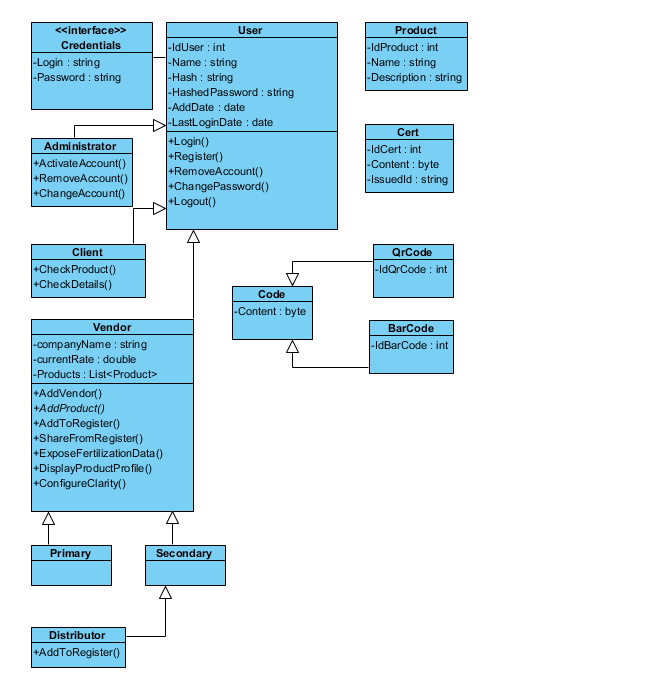 <<interface>>
Credentials
-Login : string
-Password : string
User
-IdUser : int
-Name : string
-Hash : string
-HashedPassword : string
-AddDate : date
-LastLoginDate : date
+Login()
+Register()
+RemoveAccount()
+ChangePassword()
+Logout()
Product
-IdProduct : int
-Name : string
-Description : string
Cert
-IdCert : int
-Content : byte
-IssuedId : string
Administrator
+ActivateAccount()
+RemoveAccount()
+ChangeAccount()
Client
+CheckProduct()
+CheckDetails()
Code
-Content : byte
QrCode
-IdQrCode : int
BarCode
-IdBarCode : int
Vendor
-companyName : string
-currentRate : double
-Products : List<Product>
+AddVendor()
+AddProduct()
+AddToRegister()
+ShareFromRegister()
+ExposeFertilizationData()
+DisplayProductProfile()
+ConfigureClarity()
Primary
Secondary
Distributor
+AddToRegister()